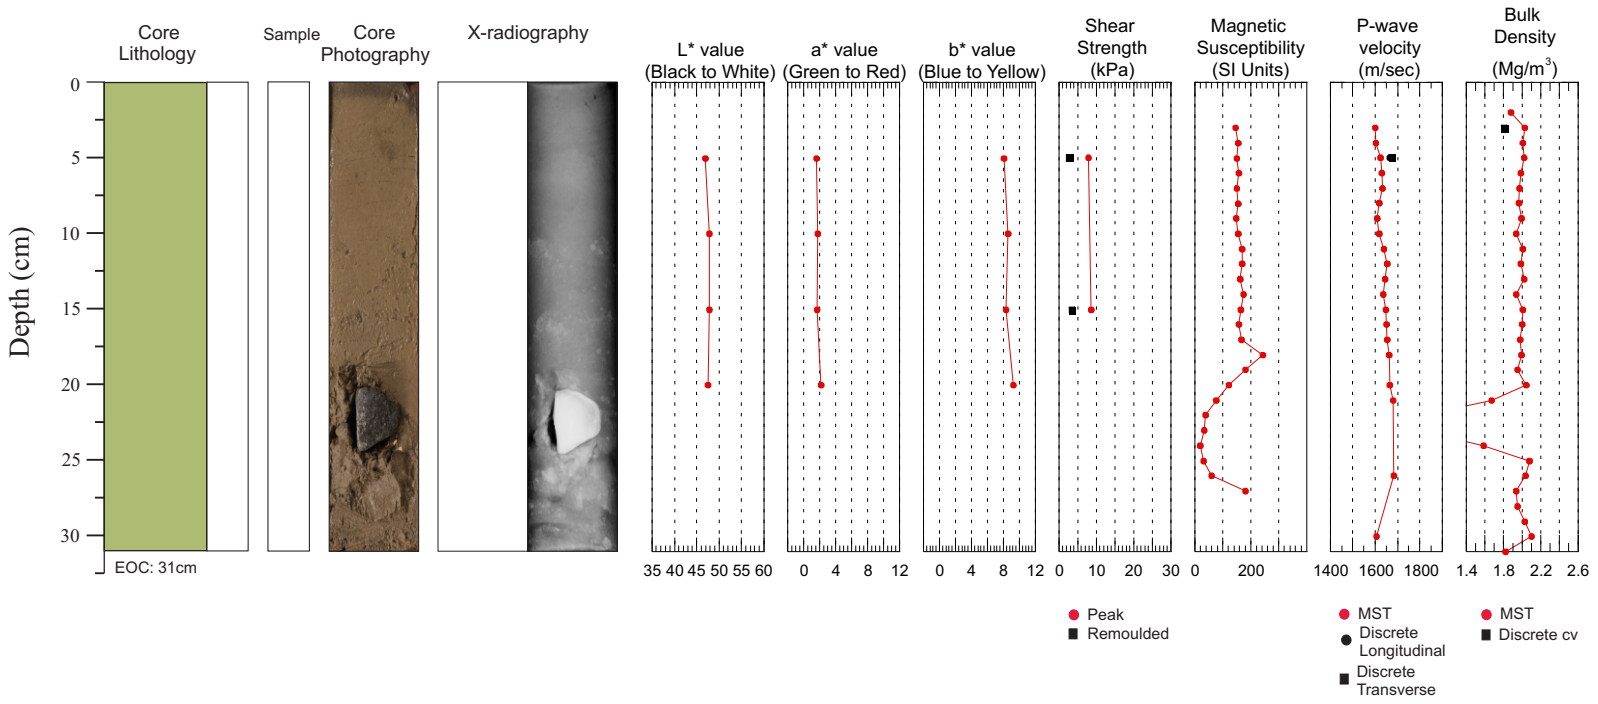 Core
Lithology
Sample
Core
Photography
X-radiography
L* value
(Black to White)
a* value
(Green to Red)
b* value
(Blue to Yellow)
Shear
Strength
(kPa)
Magnetic
Susceptibility
(SI Units)
P-wave
velocity
(m/sec)
Bulk
Density
(Mg/m³)
Depth (cm)
0
5
10
15
20
25
30
EOC: 31cm
35 40 45 50 55 60
0 4 8 12
0 4 8 12
0 10 20 30
0 200
1400 1600 1800
1.4 1.8 2.2 2.6
Peak
Remoulded
MST
Discrete
Longitudinal
Discrete
Transverse
MST
Discrete cv